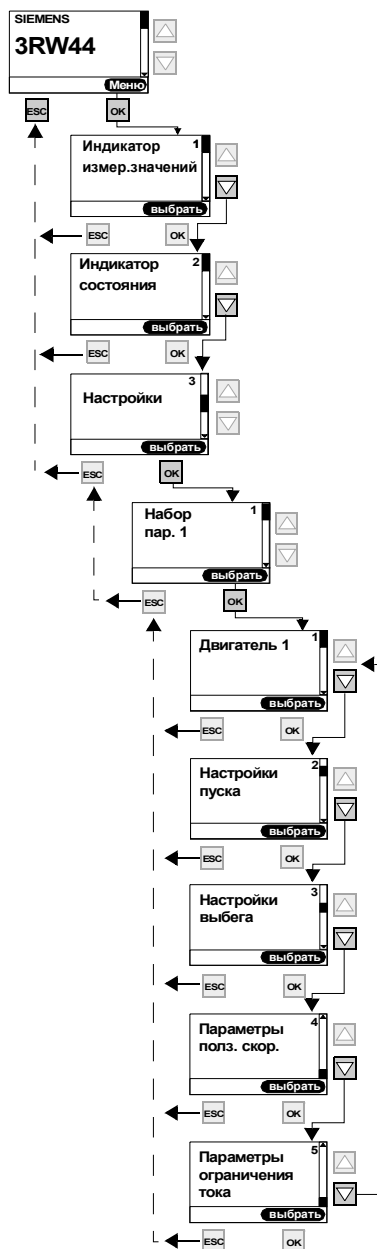 SIEMENS
3RW44
Меню
ESC
OK
Индикатор 1
измер.значений
выбрать
ESC
OK
Индикатор 2
состояния
выбрать
ESC
OK
3
Настройки
выбрать
ESC
OK
Набор 1
пар. 1
выбрать
ESC
OK
Двигатель 1 1
выбрать
ESC
OK
Настройки 2
пуска
выбрать
ESC
OK
Настройки 3
выбега
выбрать
ESC
OK
Параметры 4
полз. скор.
выбрать
ESC
OK
Параметры 5
ограничения
тока
выбрать
ESC
OK